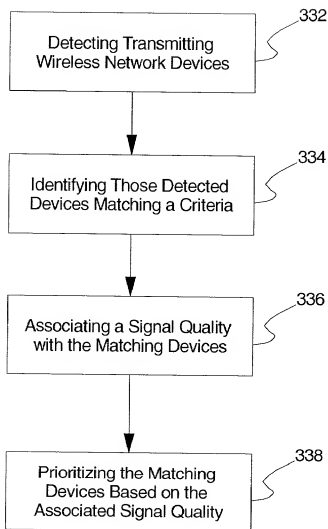 332
Detecting Transmitting
Wireless Network Devices
334
Identifying Those Detected
Devices Matching a Criteria
336
Associating a Signal Quality
with the Matching Devices
338
Prioritizing the Matching
Devices Based on the
Associated Signal Quality